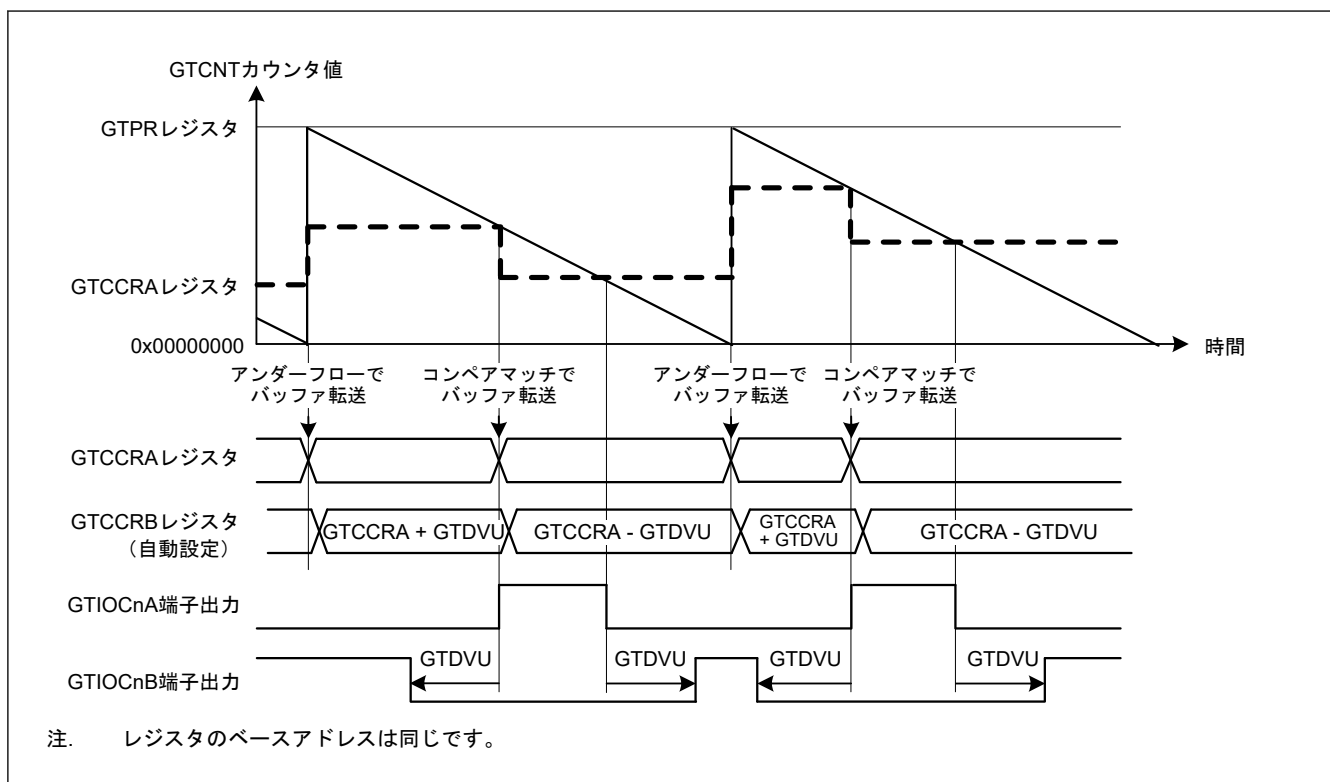 GTCNTカウンタ値
GTPRレジスタ
GTCCRAレジスタ
0x00000000
時間
アンダーフローで
バッファ転送
コンペアマッチで
バッファ転送
アンダーフローで
バッファ転送
コンペアマッチで
バッファ転送
GTCCRAレジスタ
GTCCRBレジスタ
（自動設定）
GTCCRA + GTDVU
GTCCRA - GTDVU
GTCCRA
+ GTDVU
GTCCRA - GTDVU
GTIOCnA端子出力
GTIOCnB端子出力
GTDVU
GTDVU
GTDVU
GTDVU
注. レジスタのベースアドレスは同じです。